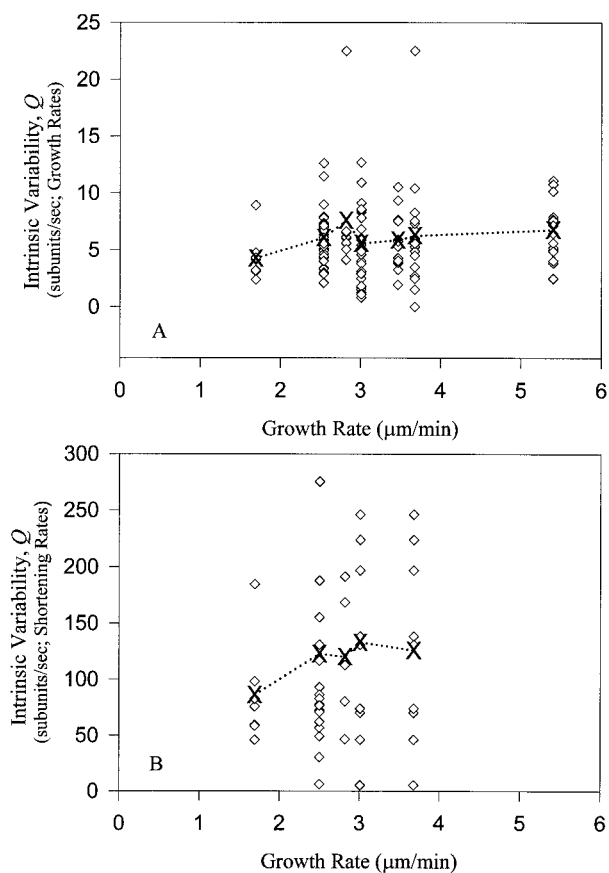 Intrinsic Variability, Q
(subunits/sec; Growth Rates)
25
20
15
10
5
0
A
0 1 2 3 4 5 6
Growth Rate (μm/min)
Intrinsic Variability, Q
(subunits/sec; Shortening Rates)
300
250
200
150
100
50
0
B
0 1 2 3 4 5 6
Growth Rate (μm/min)